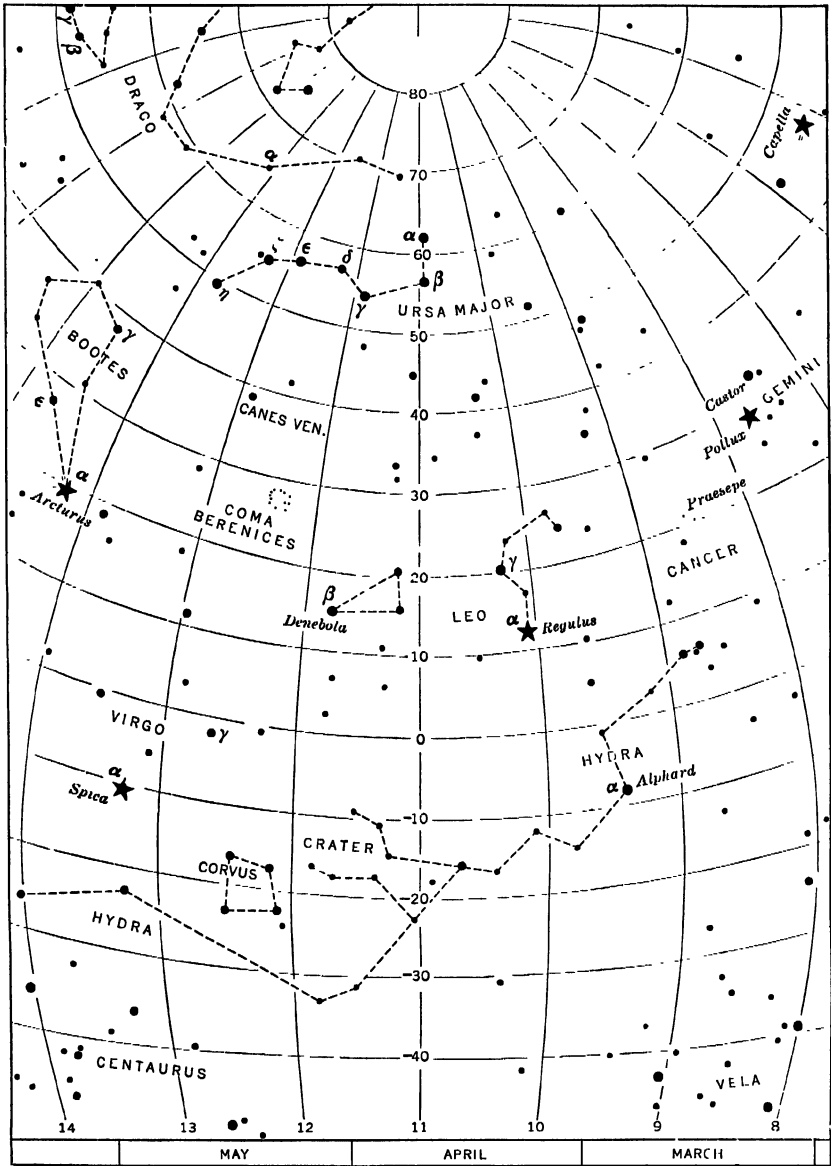 γ
β
DRACO
80
Capella
α
70
α
60
ζ
ε
δ
η
γ
β
URSA MAJOR
50
BOOTES
γ
ε
CANES VEN.
40
Castor
GEMINI
Pollux
α
Arcturus
30
COMA
BERENICES
Praesepe
20
γ
CANCER
β
Denebola
LEO
α
Regulus
10
VIRGO
γ
0
HYDRA
α
Spica
α
Alphard
-10
CRATER
CORVUS
-20
HYDRA
-30
-40
CENTAURUS
VELA
14
13
12
11
10
9
8
MAY
APRIL
MARCH